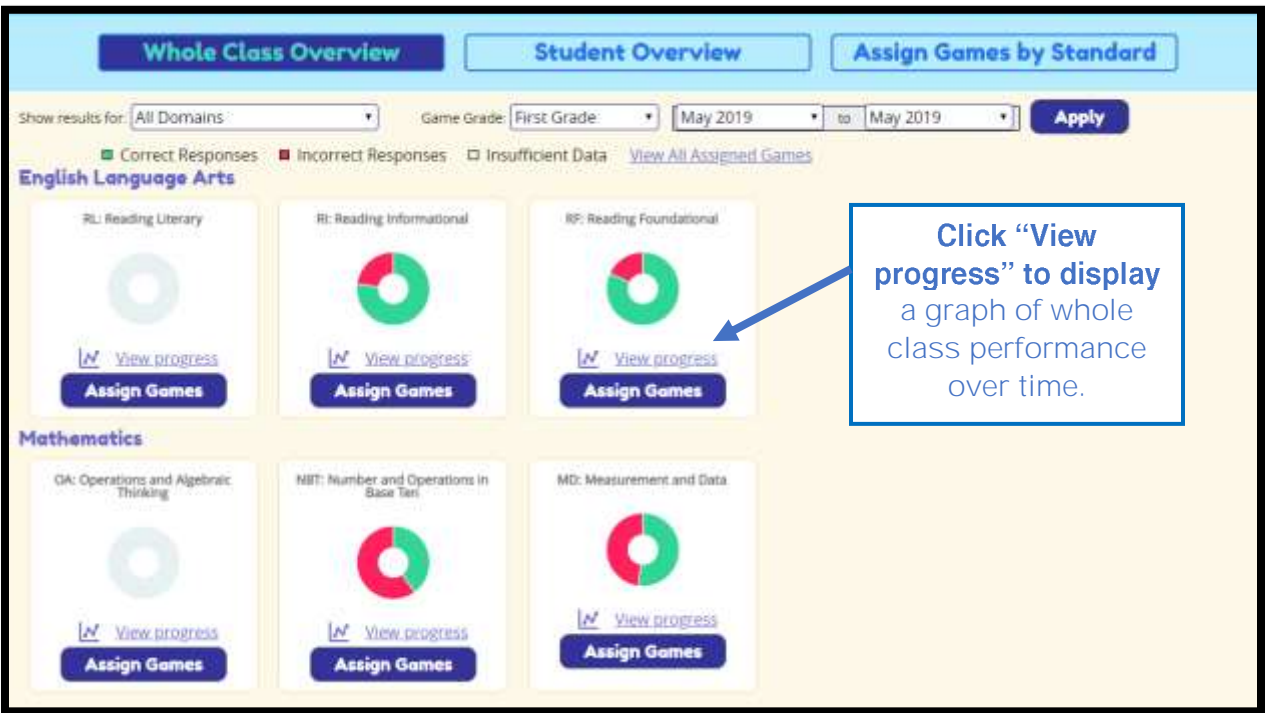 Whole Class Overview
Student Overview
Assign Games by Standard
Show results for: All Domains Game Grade: First Grade May 2019 to May 2019 Apply
Correct Responses Incorrect Responses Insufficient Data View All Assigned Games
English Language Arts
RL: Reading Literary
View progress
Assign Games
RI: Reading Informational
View progress
Assign Games
RF: Reading Foundational
View progress
Assign Games
Click “View
progress” to display
a graph of whole
class performance
over time.
Mathematics
OA: Operations and Algebraic
Thinking
View progress
Assign Games
NBT: Number and Operations in
Base Ten
View progress
Assign Games
MD: Measurement and Data
View progress
Assign Games